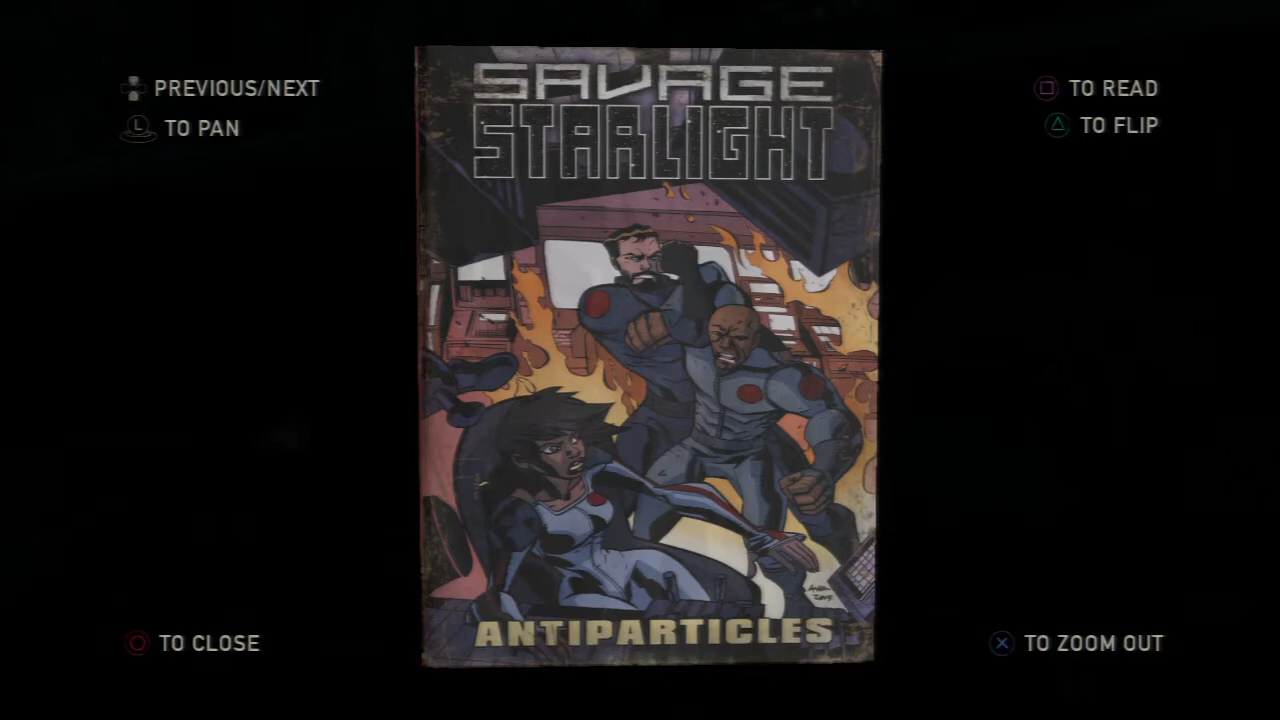 PREVIOUS/NEXT
L TO PAN
TO READ
TO FLIP
SAVAGE
STARLIGHT
ANTIPARTICLES
TO CLOSE
TO ZOOM OUT